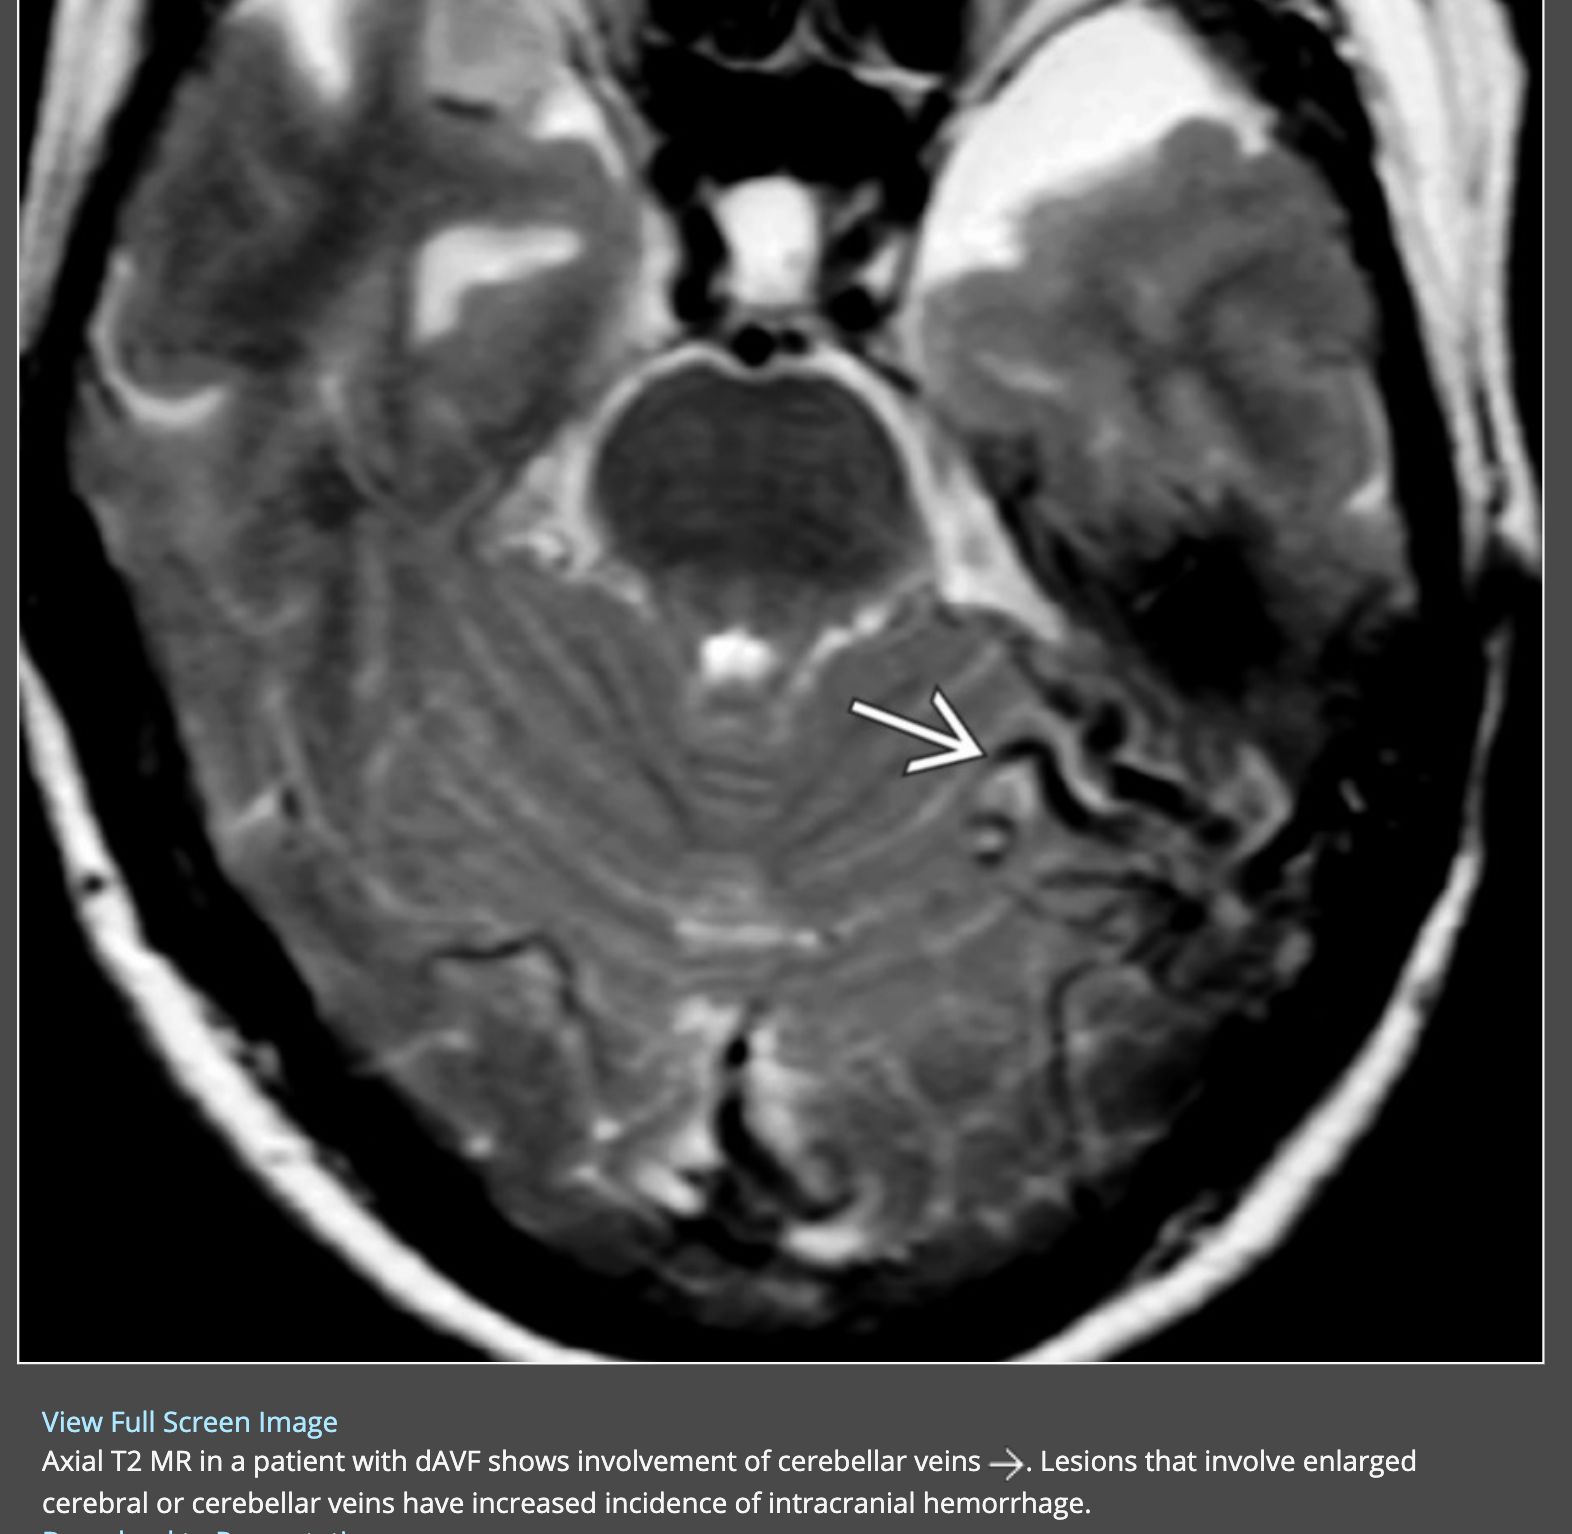 View Full Screen Image
Axial T2 MR in a patient with dAVF shows involvement of cerebellar veins →. Lesions that involve enlarged
cerebral or cerebellar veins have increased incidence of intracranial hemorrhage.